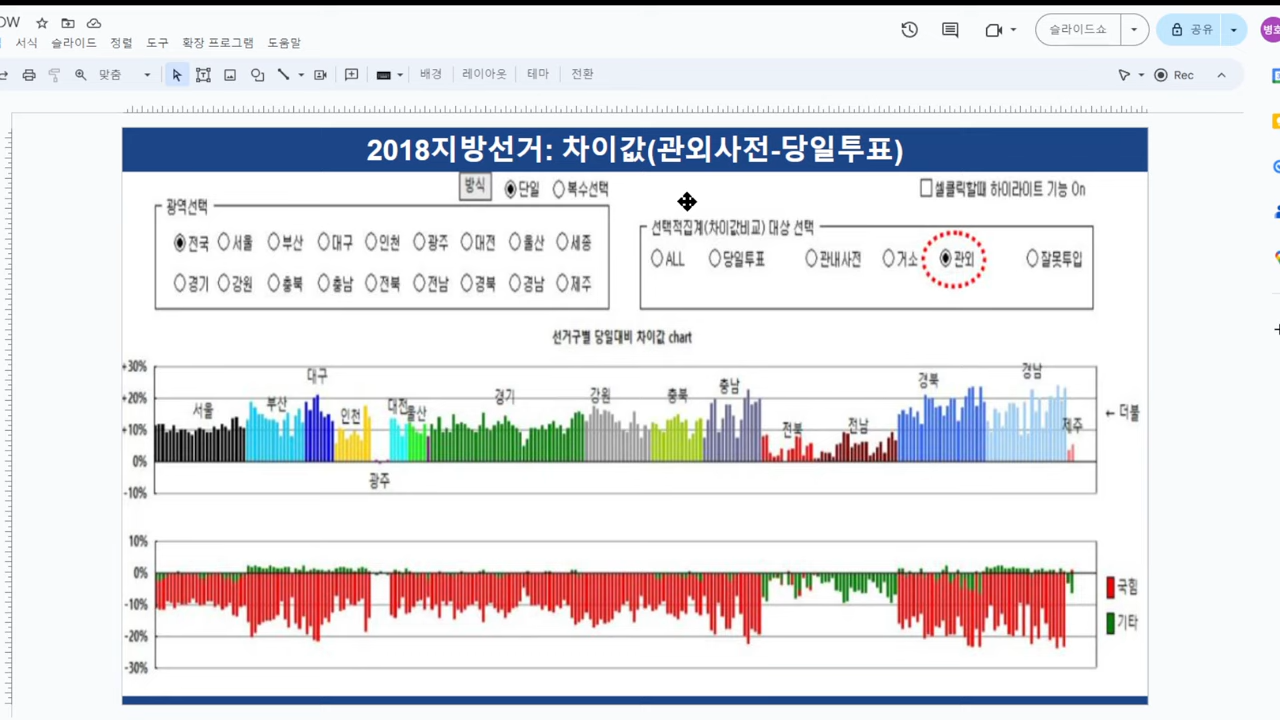 OW
서식 슬라이드 정렬 도구 확장 프로그램 도움말
슬라이드쇼
공유
병호
맞춤
배경 레이아웃 테마 전환
Rec
2018지방선거: 차이값(관외사전-당일투표)
방식 단일 복수선택
셀클릭할때 하이라이트 기능 On
광역선택
전국 서울 부산 대구 인천 광주 대전 울산 세종
경기 강원 충북 충남 전북 전남 경북 경남 제주
선택적집계(차이값비교) 대상 선택
ALL 당일투표 관내사전 거소 관외 잘못투입
선거구별 당일대비 차이값 chart
+30%
+20%
+10%
0%
-10%
서울 부산 대구 인천 광주 대전 울산 경기 강원 충북 충남 전북 전남 경북 경남 제주
← 더불
10%
0%
-10%
-20%
-30%
국힘
기타